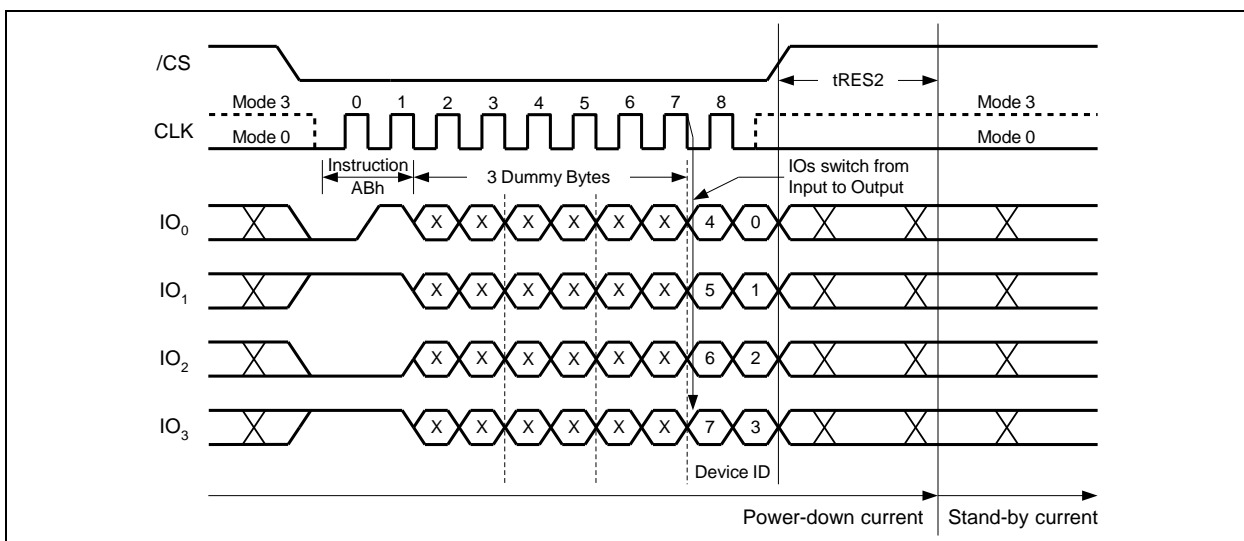 /CS
tRES2
Mode 3 0 1 2 3 4 5 6 7 8 Mode 3
CLK
Mode 0 Mode 0
Instruction
ABh
3 Dummy Bytes
IOs switch from
Input to Output
IO0 X X X X X X 4 0
IO1 X X X X X X 5 1
IO2 X X X X X X 6 2
IO3 X X X X X X 7 3
Device ID
Power-down current Stand-by current